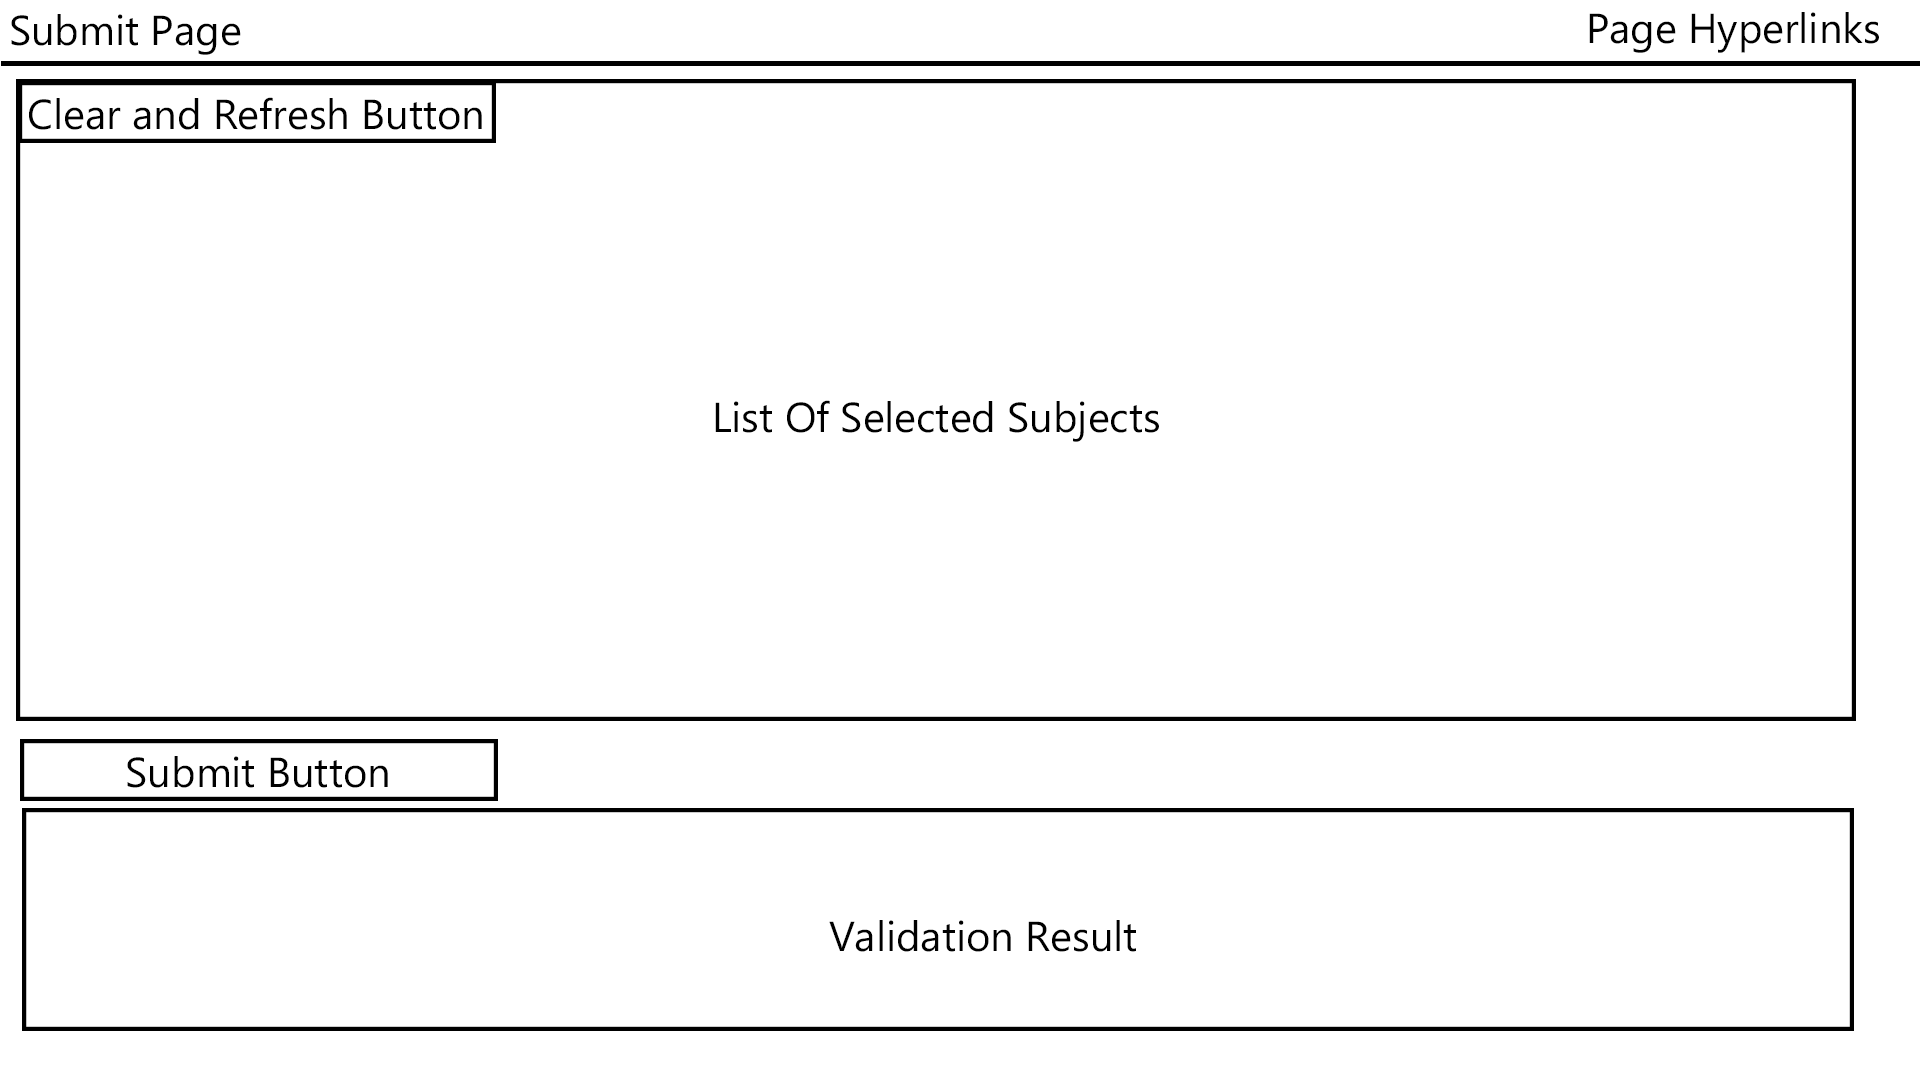 Submit Page
Page Hyperlinks
Clear and Refresh Button
List Of Selected Subjects
Submit Button
Validation Result